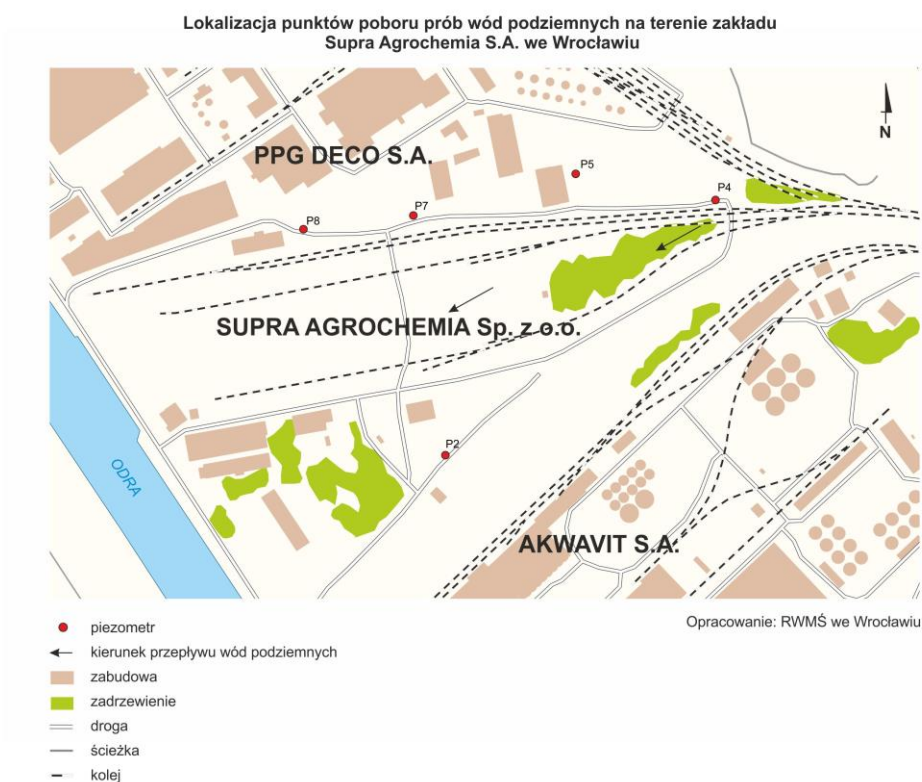 Lokalizacja punktów poboru prób wód podziemnych na terenie zakładu
Supra Agrochemia S.A. we Wrocławiu
N
PPG DECO S.A.
P5
P4
P7
P8
SUPRA AGROCHEMIA Sp. z o.o.
P2
ODRA
AKWAVIT S.A.
Opracowanie: RWMŚ we Wrocławiu
piezometr
kierunek przepływu wód podziemnych
zabudowa
zadrzewienie
droga
ścieżka
kolej